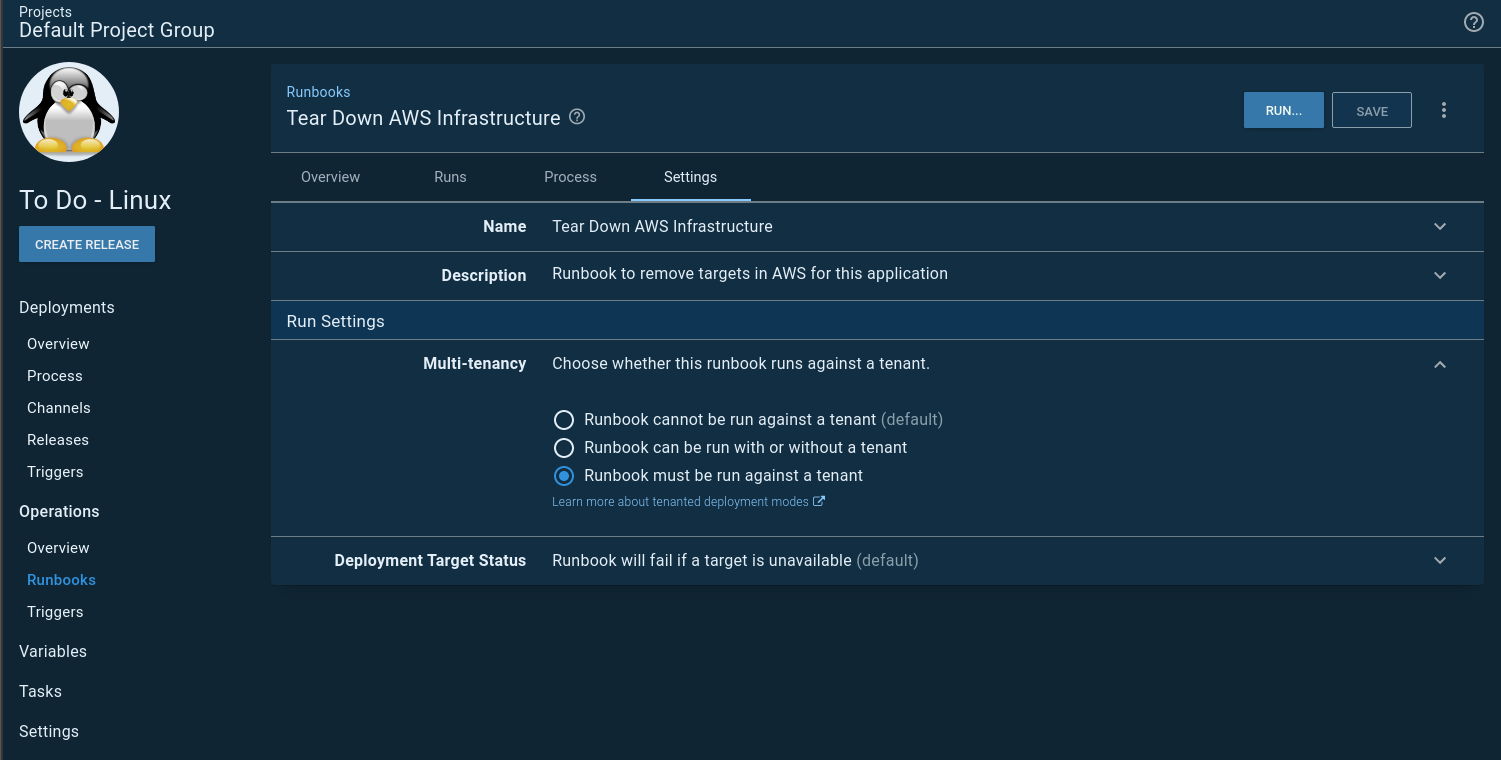 Projects
Default Project Group
To Do - Linux
CREATE RELEASE
Deployments
Overview
Process
Channels
Releases
Triggers
Operations
Overview
Runbooks
Triggers
Variables
Tasks
Settings
Runbooks
Tear Down AWS Infrastructure
RUN...
SAVE
Overview Runs Process Settings
Name Tear Down AWS Infrastructure
Description Runbook to remove targets in AWS for this application
Run Settings
Multi-tenancy Choose whether this runbook runs against a tenant.
Runbook cannot be run against a tenant (default)
Runbook can be run with or without a tenant
Runbook must be run against a tenant
Learn more about tenanted deployment modes
Deployment Target Status Runbook will fail if a target is unavailable (default)